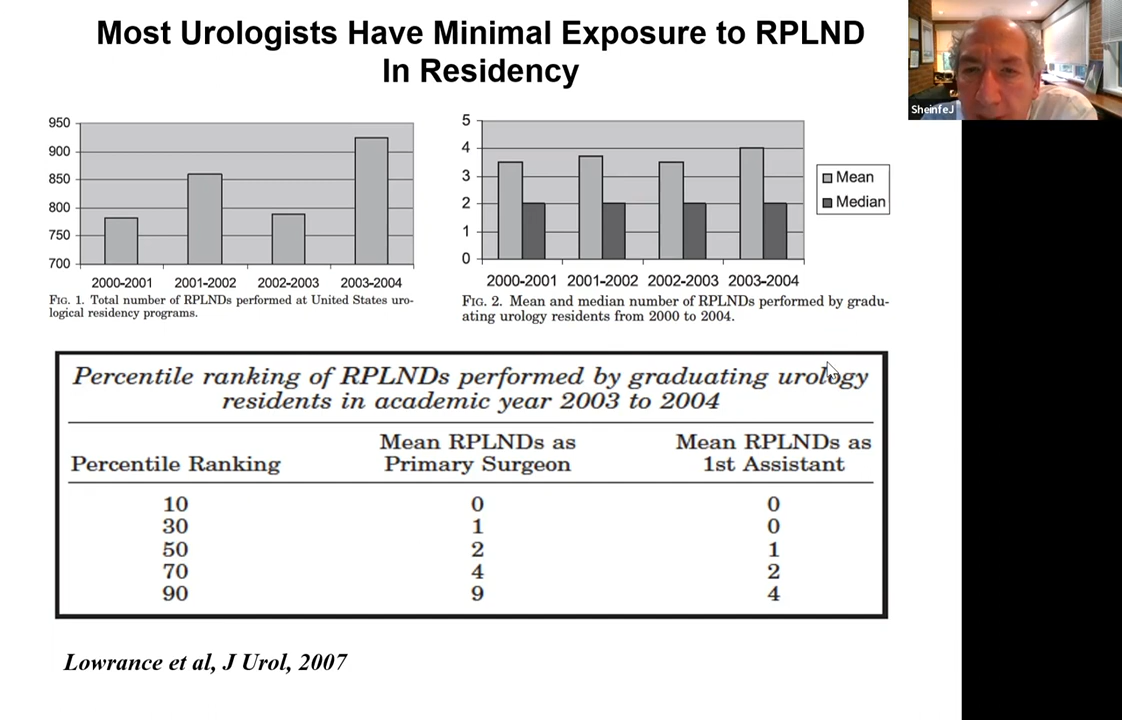 Most Urologists Have Minimal Exposure to RPLND
In Residency
SheinfeJ
950
900
850
800
750
700
2000-2001 2001-2002 2002-2003 2003-2004
FIG. 1. Total number of RPLNDs performed at United States uro-
logical residency programs.
5
4
3
2
1
0
2000-2001 2001-2002 2002-2003 2003-2004
Mean
Median
FIG. 2. Mean and median number of RPLNDs performed by gradu-
ating urology residents from 2000 to 2004.
Percentile ranking of RPLNDs performed by graduating urology
residents in academic year 2003 to 2004
Percentile Ranking Mean RPLNDs as Primary Surgeon Mean RPLNDs as 1st Assistant
10 0 0
30 1 0
50 2 1
70 4 2
90 9 4
Lowrance et al, J Urol, 2007